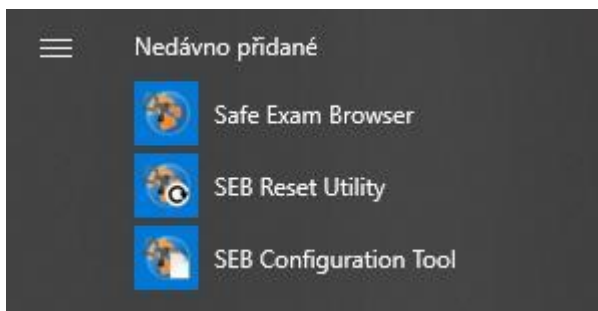 Nedávno přidané
Safe Exam Browser
SEB Reset Utility
SEB Configuration Tool